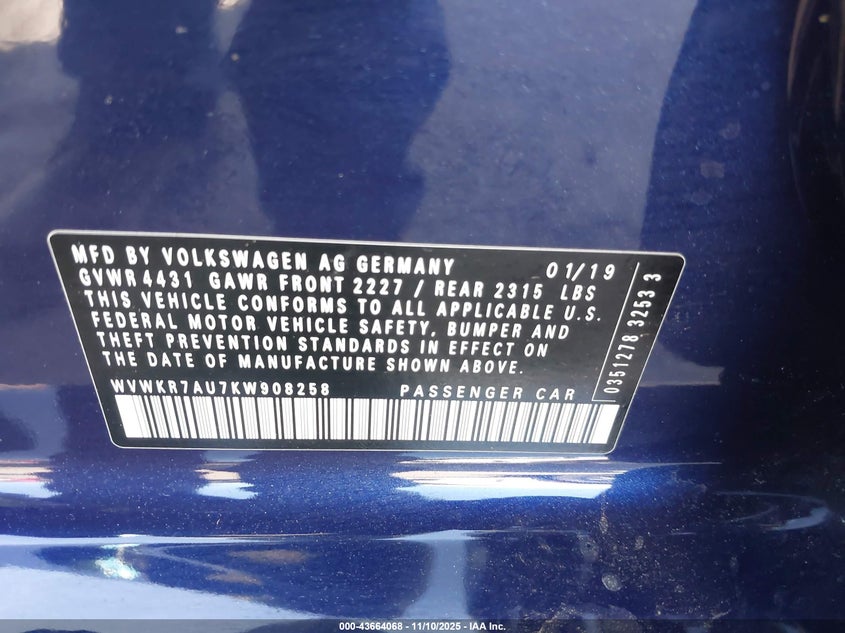 MFD BY VOLKSWAGEN AG GERMANY 01/19
GVWR 4431 GAWR FRONT 2227 / REAR 2315 LBS
THIS VEHICLE CONFORMS TO ALL APPLICABLE U.S.
FEDERAL MOTOR VEHICLE SAFETY, BUMPER AND
THEFT PREVENTION STANDARDS IN EFFECT ON
THE DATE OF MANUFACTURE SHOWN ABOVE.
WVWKR7AU7KW908258 PASSENGER CAR
0351278 3253 3
000-43664068 - 11/10/2025 - IAA Inc.